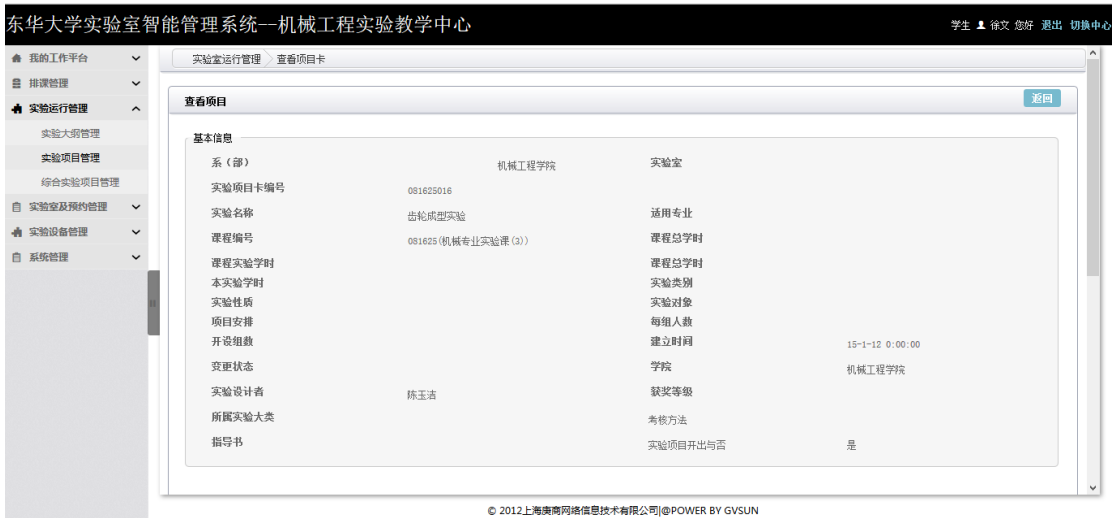 东华大学实验室智能管理系统--机械工程实验教学中心
学生 徐文 您好 退出 切换中心
我的工作平台
排课管理
实验运行管理
实验大纲管理
实验项目管理
综合实验项目管理
实验室及预约管理
实验设备管理
系统管理
实验室运行管理 查看项目卡
查看项目 返回
基本信息
系（部） 机械工程学院 实验室
实验项目卡编号 081625016
实验名称 齿轮成型实验 适用专业
课程编号 081625(机械专业实验课(3)) 课程总学时
课程实验学时 课程总学时
本实验学时 实验类别
实验性质 实验对象
项目安排 每组人数
开设组数 建立时间 15-1-12 0:00:00
变更状态 学院 机械工程学院
实验设计者 陈玉洁 获奖等级
所属实验大类 考核方法
指导书 实验项目开出与否 是
© 2012上海庚商网络信息技术有限公司|@POWER BY GVSUN